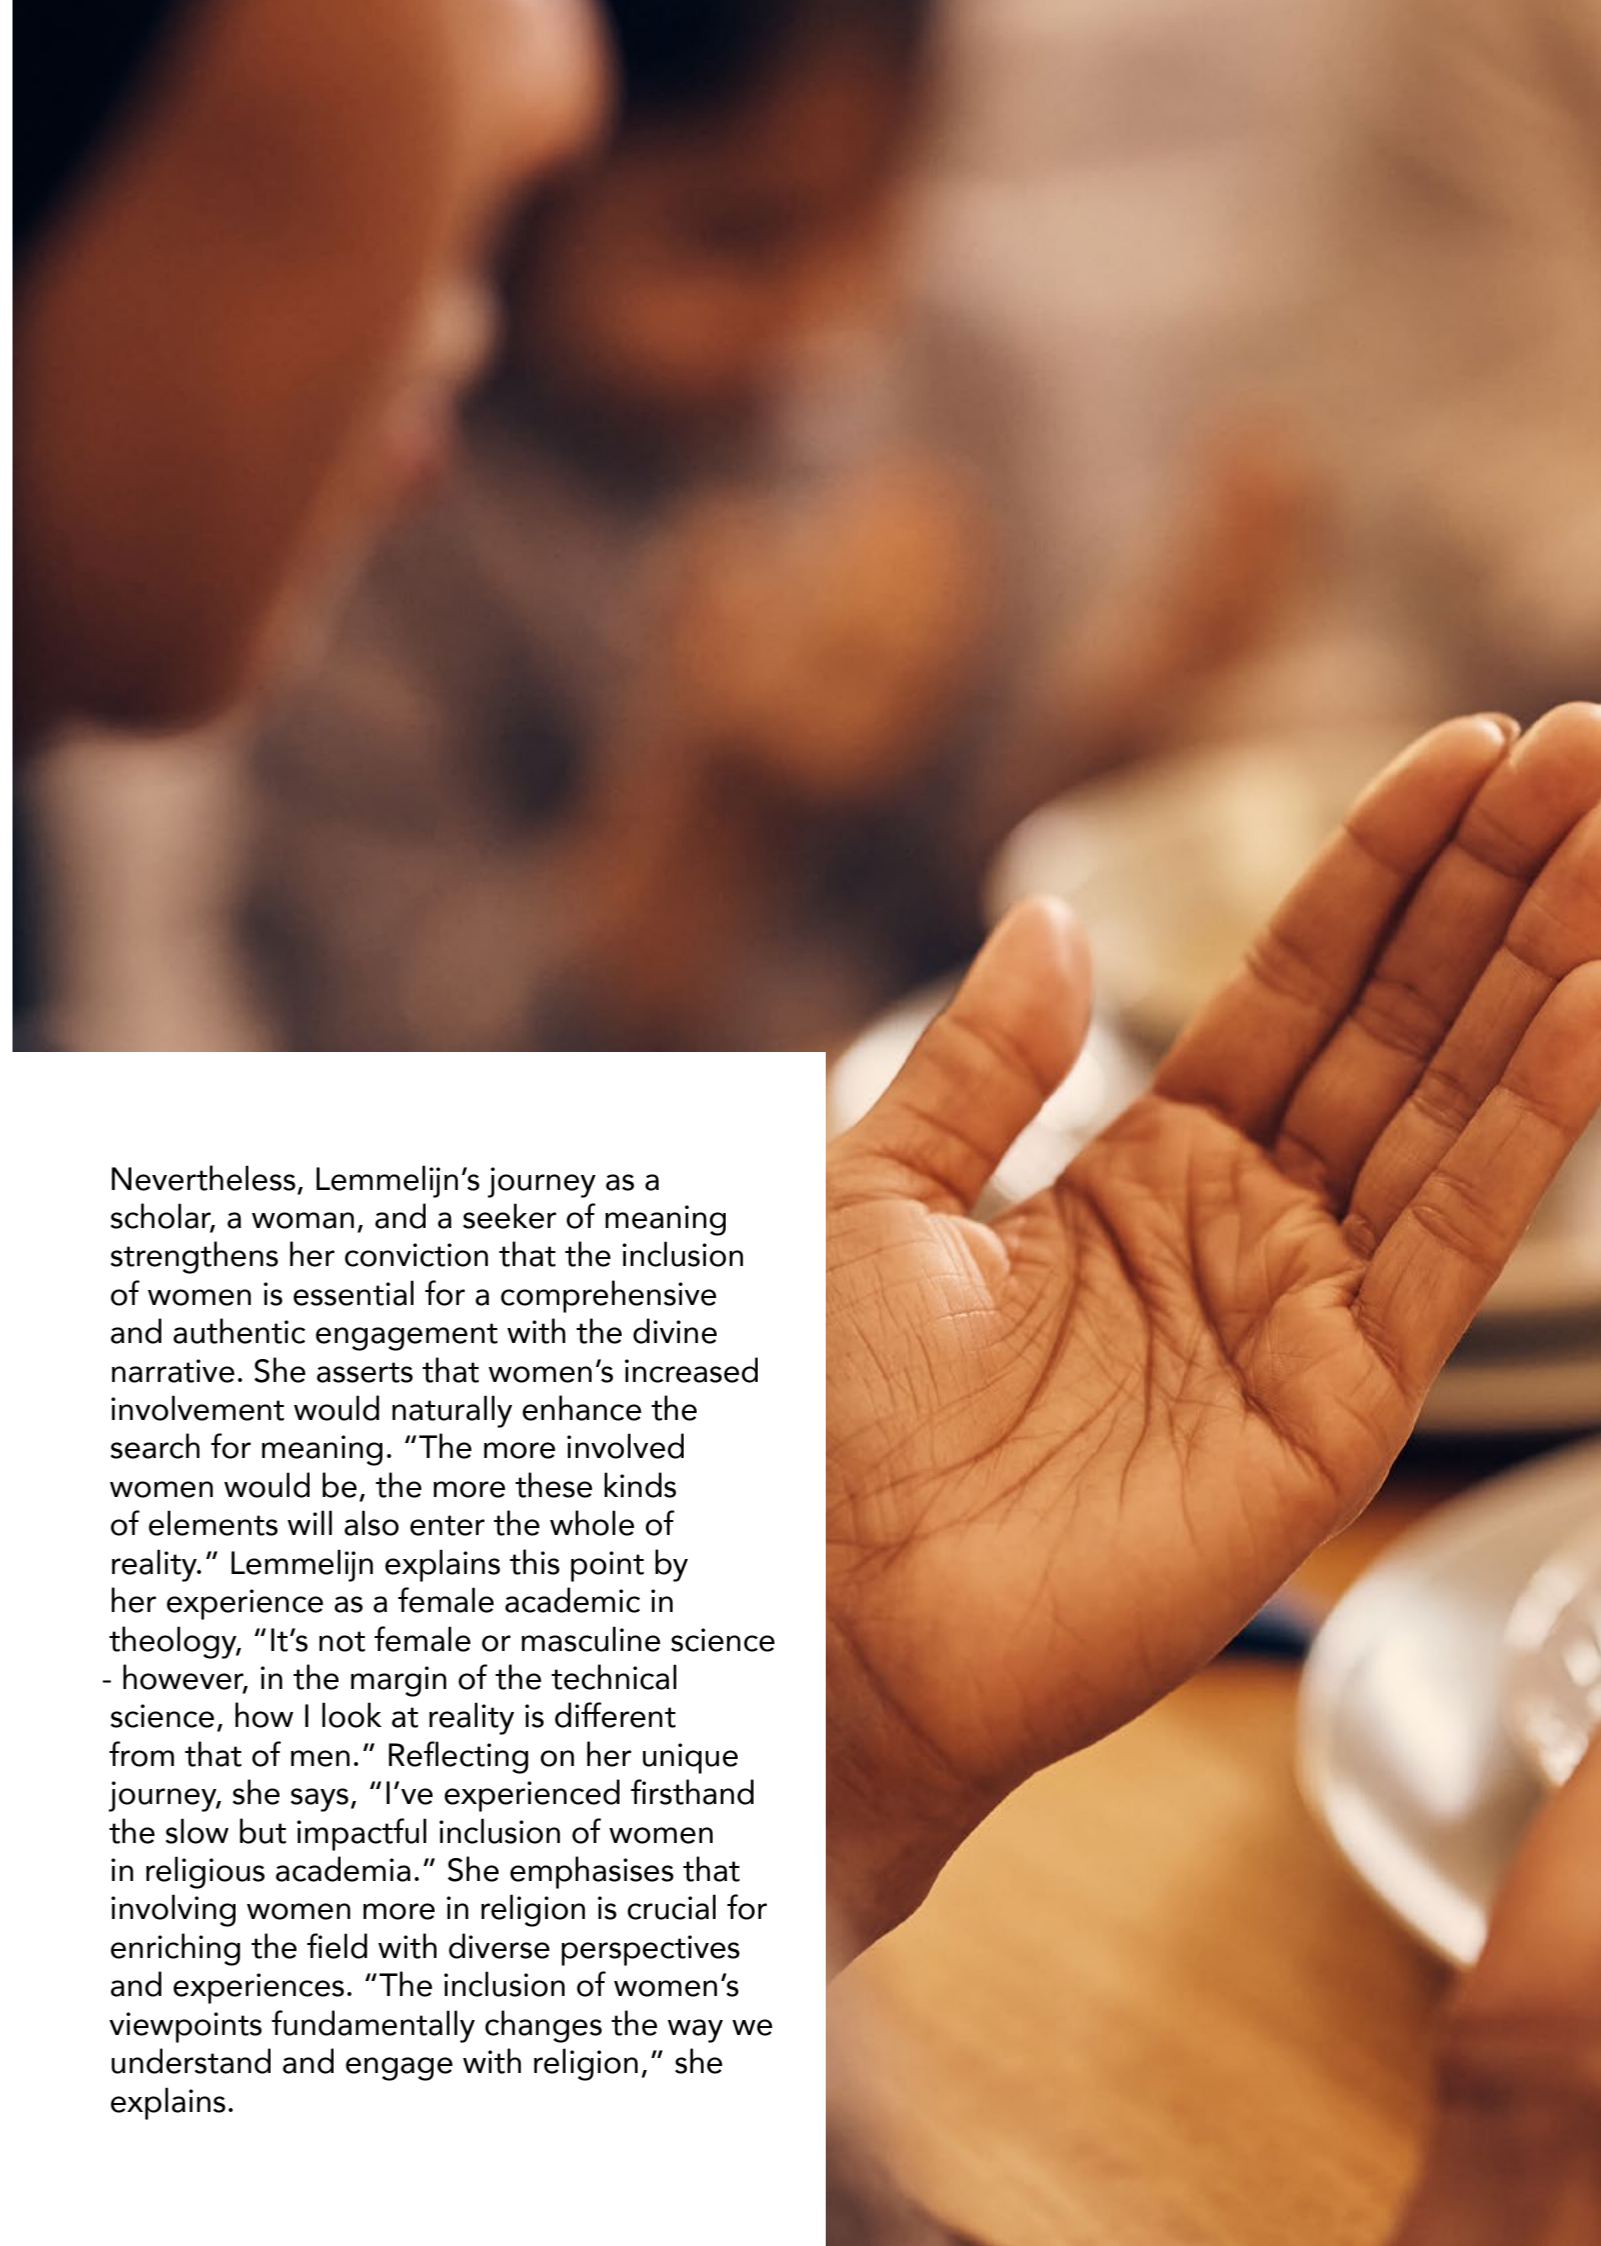 Nevertheless, Lemmelijn’s journey as a
scholar, a woman, and a seeker of meaning
strengthens her conviction that the inclusion
of women is essential for a comprehensive
and authentic engagement with the divine
narrative. She asserts that women’s increased
involvement would naturally enhance the
search for meaning. “The more involved
women would be, the more these kinds
of elements will also enter the whole of
reality.” Lemmelijn explains this point by
her experience as a female academic in
theology, “It’s not female or masculine science
- however, in the margin of the technical
science, how I look at reality is different
from that of men.” Reflecting on her unique
journey, she says, “I’ve experienced firsthand
the slow but impactful inclusion of women
in religious academia.” She emphasises that
involving women more in religion is crucial for
enriching the field with diverse perspectives
and experiences. “The inclusion of women’s
viewpoints fundamentally changes the way we
understand and engage with religion,” she
explains.